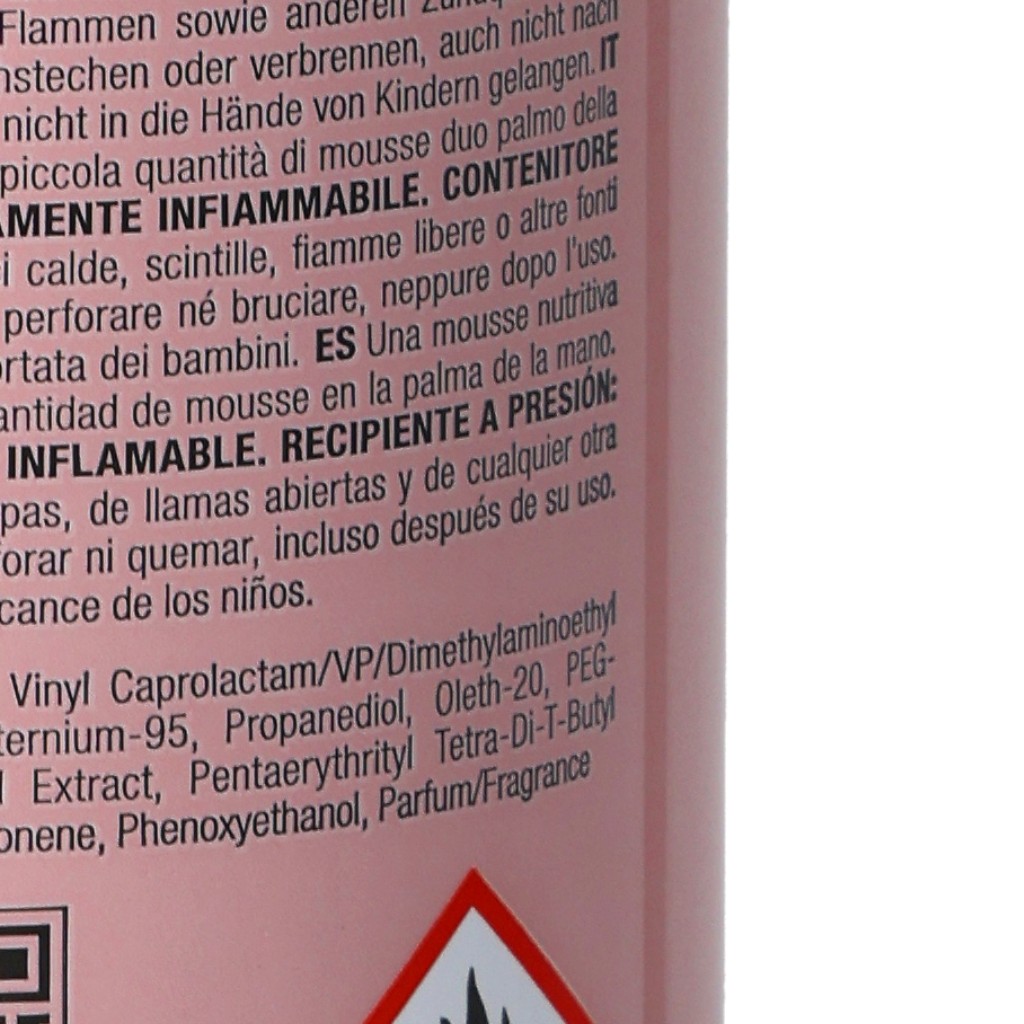 Flammen sowie anderen
nstechen oder verbrennen, auch nicht nach
nicht in die Hände von Kindern gelangen. IT
piccola quantità di mousse duo palmo della
AMENTE INFIAMMABILE. CONTENITORE
i calde, scintille, fiamme libere o altre fonti
perforare né bruciare, neppure dopo l'uso.
ortata dei bambini. ES Una mousse nutritiva
antidad de mousse en la palma de la mano.
INFLAMABLE. RECIPIENTE A PRESIÓN:
pas, de llamas abiertas y de cualquier otra
orar ni quemar, incluso después de su uso.
cance de los niños.
Vinyl Caprolactam/VP/Dimethylaminoethyl
ternium-95, Propanediol, Oleth-20, PEG-
l Extract, Pentaerythrityl Tetra-Di-T-Butyl
onene, Phenoxyethanol, Parfum/Fragrance